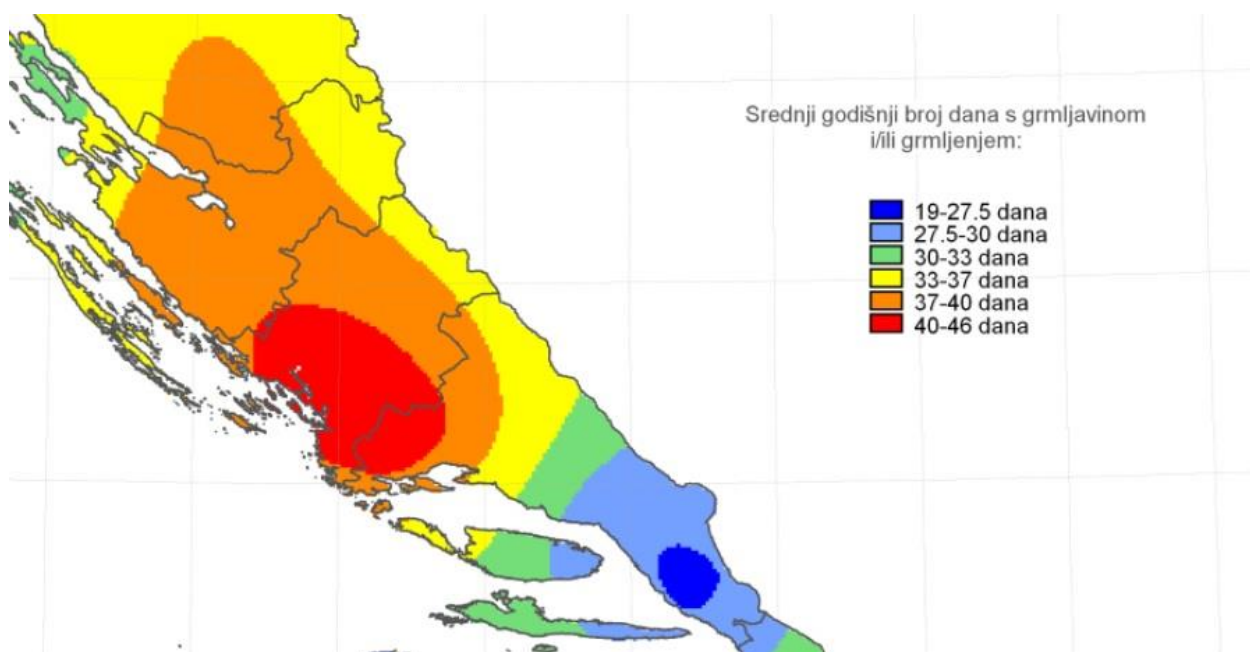 Srednji godišnji broj dana s grmljavinom
i/ili grmljenjem:
19-27.5 dana
27.5-30 dana
30-33 dana
33-37 dana
37-40 dana
40-46 dana